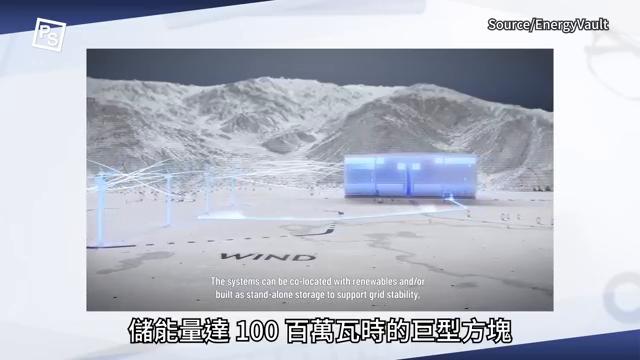 Source/EnergyVault
PS
WIND
The systems can be co-located with renewables and/or
built as stand-alone storage to support grid stability.
儲能量達 100 百萬瓦時的巨型方塊